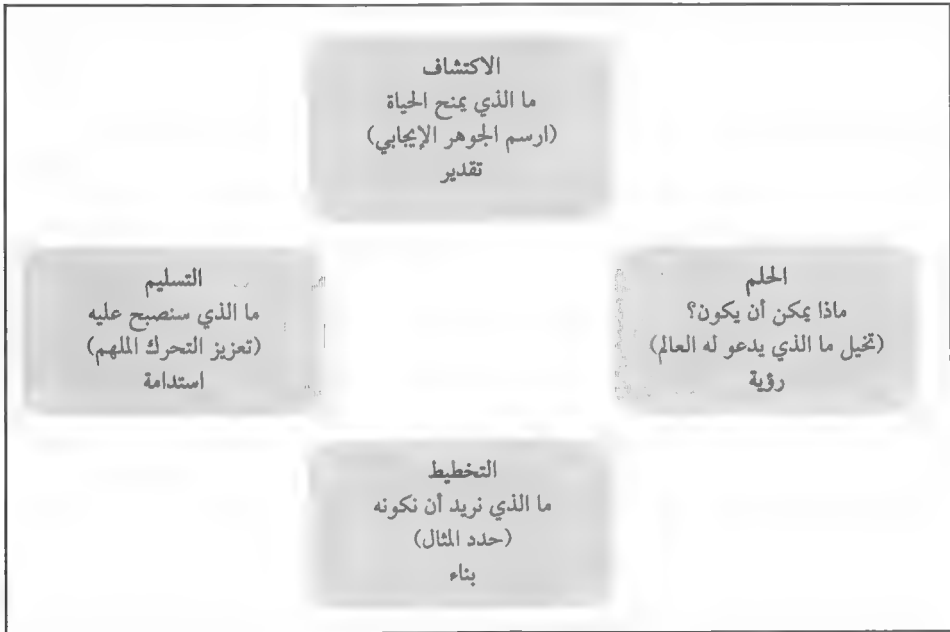 الاكتشاف
ما الذي يمنح الحياة
(ارسم الجوهر الإيجابي)
تقدير
الحلم
ماذا يمكن أن يكون؟
(تخيل ما الذي يدعو له العالم)
رؤية
التخطيط
ما الذي نريد أن نكونه
(حدد المثال)
بناء
التسليم
ما الذي سنصبح عليه
(تعزيز التحرك الملهم)
استدامة